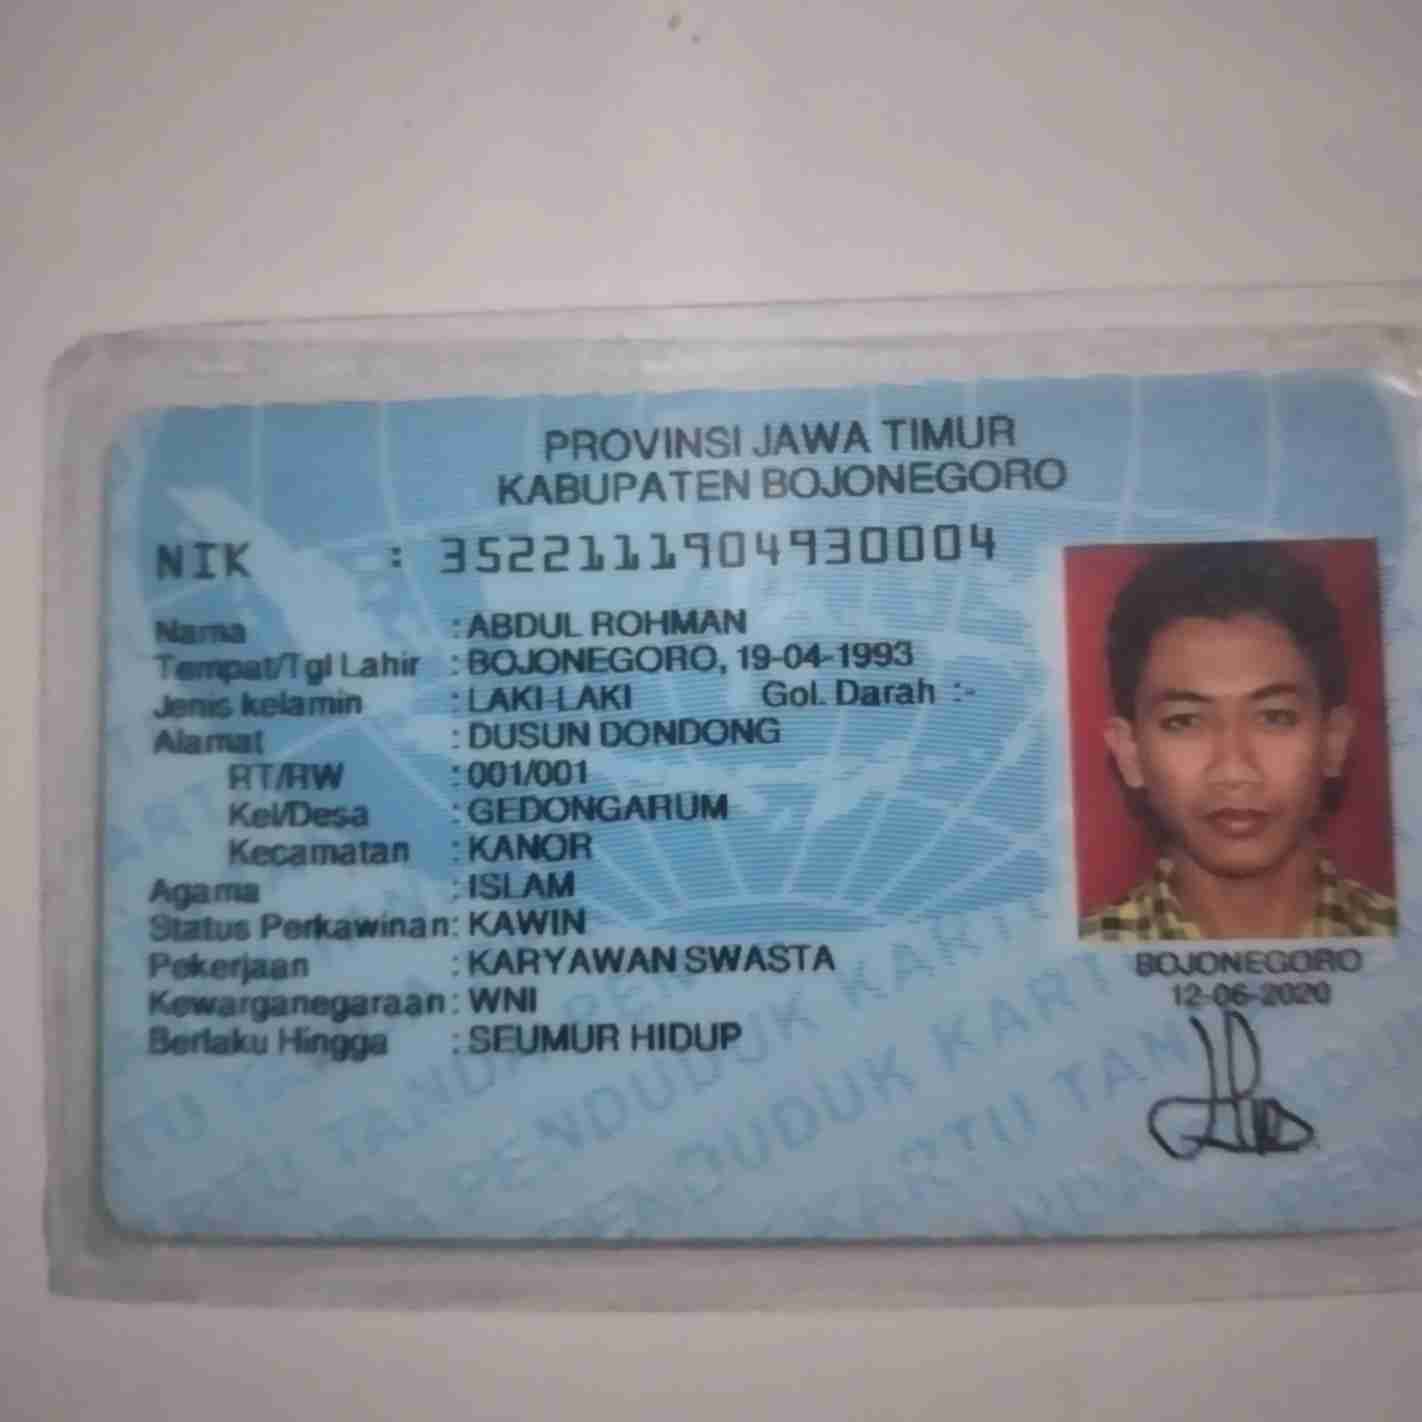 PROVINSI JAWA TIMUR
KABUPATEN BOJONEGORO
NIK : 3522111904930004
Nama : ABDUL ROHMAN
Tempat/Tgl Lahir : BOJONEGORO, 19-04-1993
Jenis kelamin : LAKI-LAKI Gol. Darah :-
Alamat : DUSUN DONDONG
RT/RW : 001/001
Kel/Desa : GEDONGARUM
Kecamatan : KANOR
Agama : ISLAM
Status Perkawinan : KAWIN
Pekerjaan : KARYAWAN SWASTA
Kewarganegaraan : WNI
Berlaku Hingga : SEUMUR HIDUP
BOJONEGORO
12-06-2020